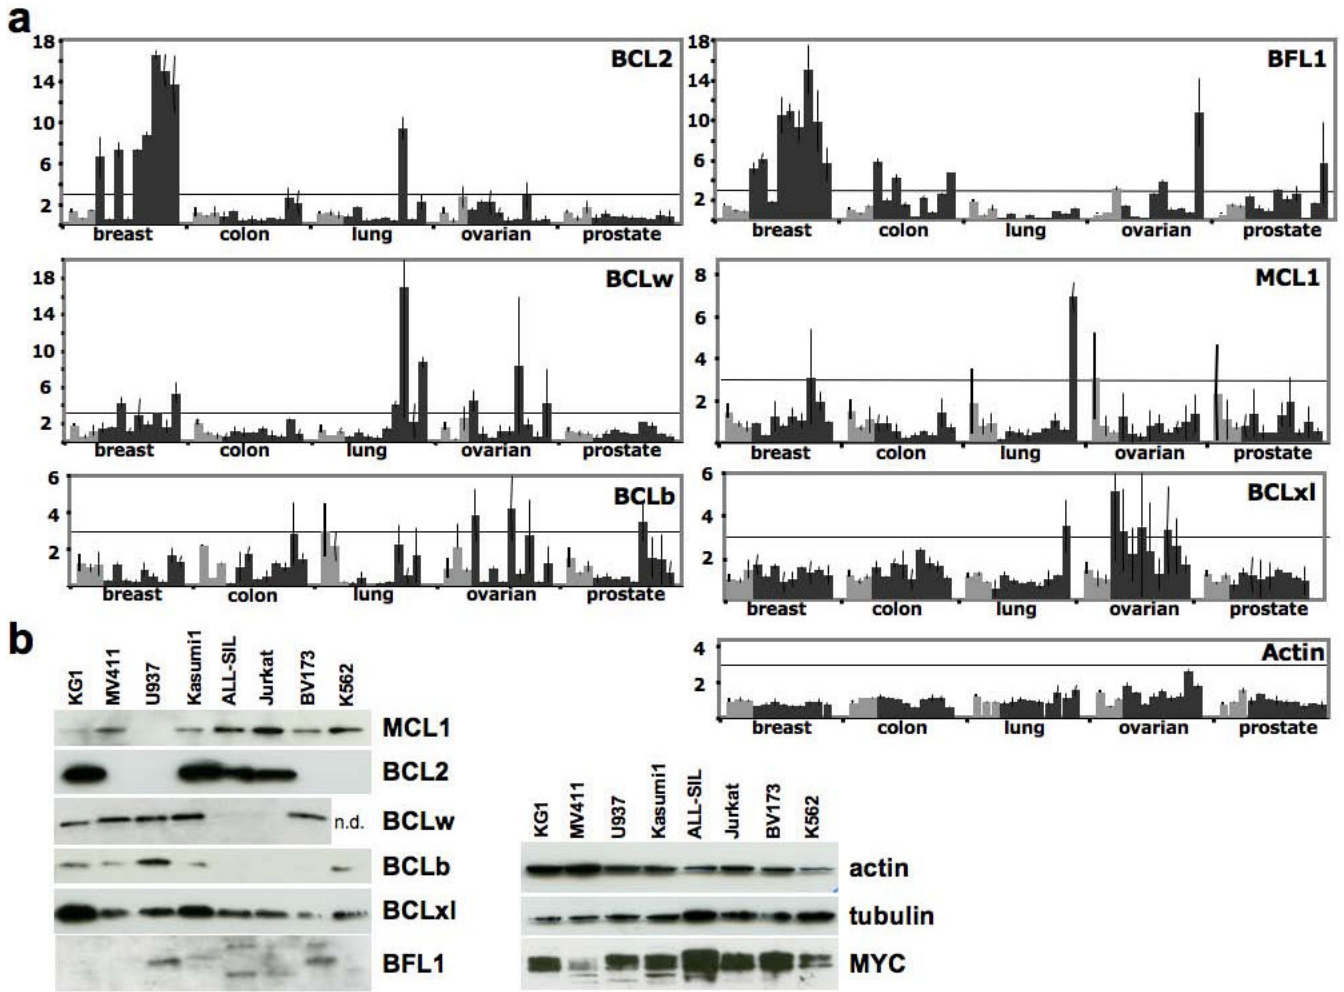 a
BCL2
18
14
10
6
2
breast colon lung ovarian prostate
BFL1
18
14
10
6
2
breast colon lung ovarian prostate
BCLw
18
14
10
6
2
breast colon lung ovarian prostate
MCL1
8
6
4
2
breast colon lung ovarian prostate
BCLb
6
4
2
breast colon lung ovarian prostate
BCLxl
6
4
2
breast colon lung ovarian prostate
Actin
4
2
breast colon lung ovarian prostate
b
KG1 MV411 U937 Kasumi1 ALL-SIL Jurkat BV173 K562
MCL1
BCL2
n.d. BCLw
BCLb
BCLxl
BFL1
KG1 MV411 U937 Kasumi1 ALL-SIL Jurkat BV173 K562
actin
tubulin
MYC